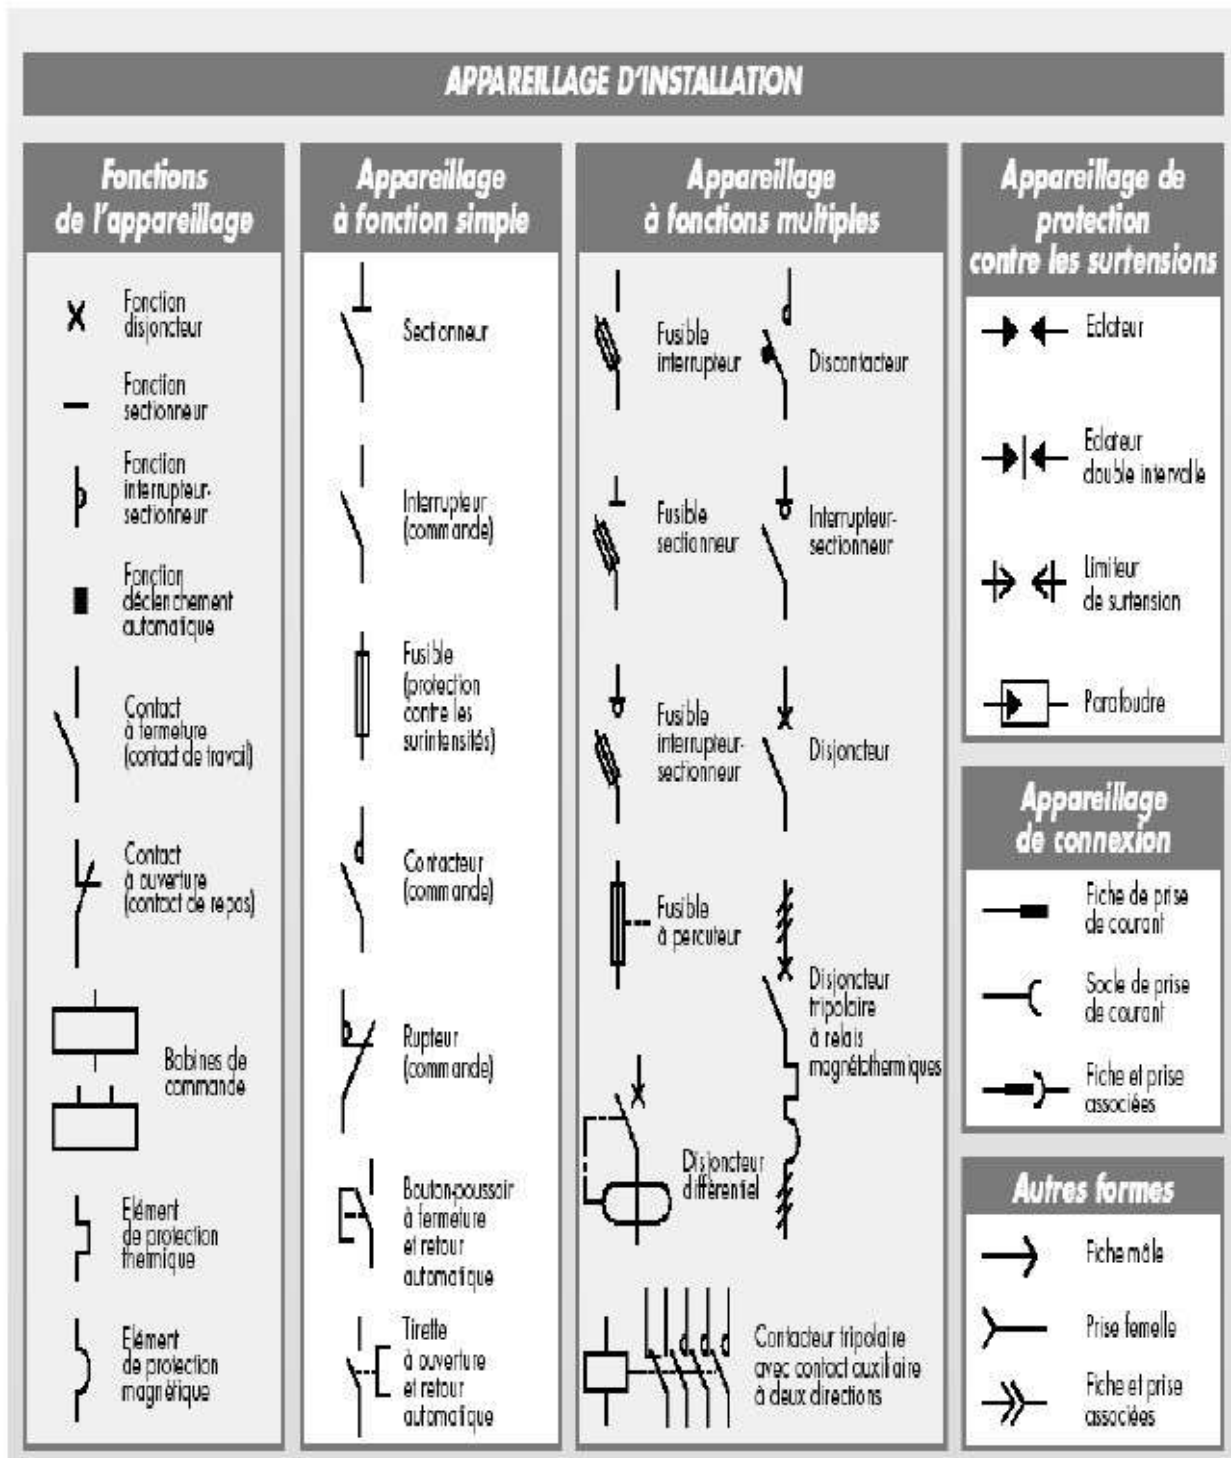 APPAREILLAGE D'INSTALLATION
Fonctions
de l'appareillage
Fonction
disjoncteur
Fonction
sectionneur
Fonction
interrupteur-
sectionneur
Fonction
déclenchement
automatique
Contact
à fermeture
(contact de travail)
Contact
à ouverture
(contact de repos)
Bobines de
commande
Elément
de protection
thermique
Elément
de protection
magnétique
Appareillage
à fonction simple
Sectionneur
Interrupteur
(commande)
Fusible
(protection
contre les
surintensités)
Contacteur
(commande)
Rupteur
(commande)
Bouton-poussoir
à fermeture
et retour
automatique
Tirette
à ouverture
et retour
automatique
Appareillage
à fonctions multiples
Fusible
interrupteur
Discontacteur
Fusible
sectionneur
Interrupteur-
sectionneur
Fusible
interrupteur-
sectionneur
Disjoncteur
Fusible
à percuteur
Disjoncteur
tripolaire
à relais
magnétothermiques
Disjoncteur
différentiel
Contacteur tripolaire
avec contact auxiliaire
à deux directions
Appareillage de
protection
contre les surtensions
Eclateur
Eclateur
double intervalle
Limiteur
de surtension
Parafoudre
Appareillage
de connexion
Fiche de prise
de courant
Socle de prise
de courant
Fiche et prise
associées
Autres formes
Fiche mâle
Prise femelle
Fiche et prise
associées